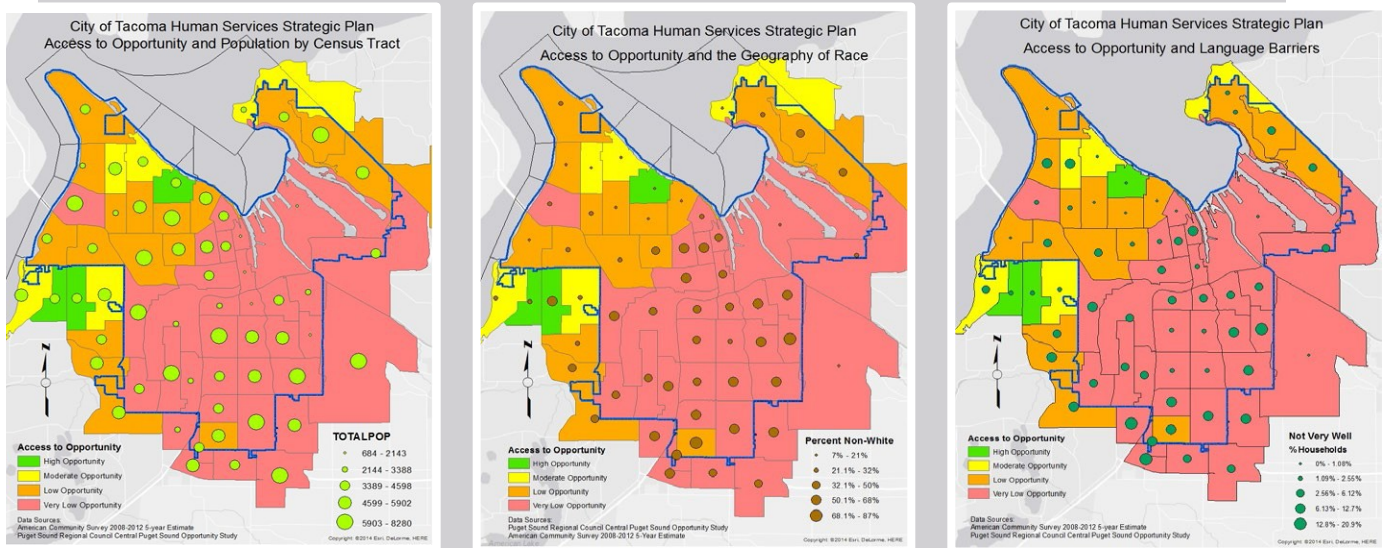 City of Tacoma Human Services Strategic Plan
Access to Opportunity and Population by Census Tract
N
Access to Opportunity
High Opportunity
Moderate Opportunity
Low Opportunity
Very Low Opportunity
TOTALPOP
684 - 2143
2144 - 3388
3389 - 4598
4599 - 5902
5903 - 8280
Data Sources:
American Community Survey 2008-2012 5-year Estimate
Puget Sound Regional Council Central Puget Sound Opportunity Study
Copyright:©2014 Esri, DeLorme, HERE
City of Tacoma Human Services Strategic Plan
Access to Opportunity and the Geography of Race
N
Access to Opportunity
High Opportunity
Moderate Opportunity
Low Opportunity
Very Low Opportunity
Percent Non-White
7% - 21%
21.1% - 32%
32.1% - 50%
50.1% - 68%
68.1% - 87%
Data Sources:
Puget Sound Regional Council Central Puget Sound Opportunity Study
American Community Survey 2008-2012 5-Year Estimate
Copyright:©2014 Esri, DeLorme, HERE
City of Tacoma Human Services Strategic Plan
Access to Opportunity and Language Barriers
N
Access to Opportunity
High Opportunity
Moderate Opportunity
Low Opportunity
Very Low Opportunity
Not Very Well
% Households
0% - 1.08%
1.09% - 2.55%
2.56% - 6.12%
6.13% - 12.7%
12.8% - 20.9%
Data Sources:
American Community Survey 2008-2012 5-year Estimate
Puget Sound Regional Council Central Puget Sound Opportunity Study
Copyright:©2014 Esri, DeLorme, HERE